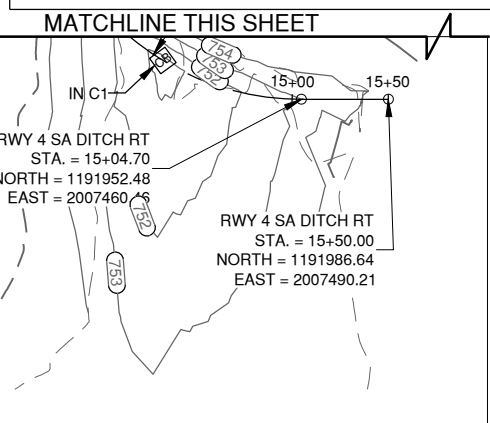 MATCHLINE THIS SHEET
754
753
752
CB
15+00
15+50
IN C1
RWY 4 SA DITCH RT
STA. = 15+04.70
NORTH = 1191952.48
EAST = 2007460.46
752
753
RWY 4 SA DITCH RT
STA. = 15+50.00
NORTH = 1191986.64
EAST = 2007490.21